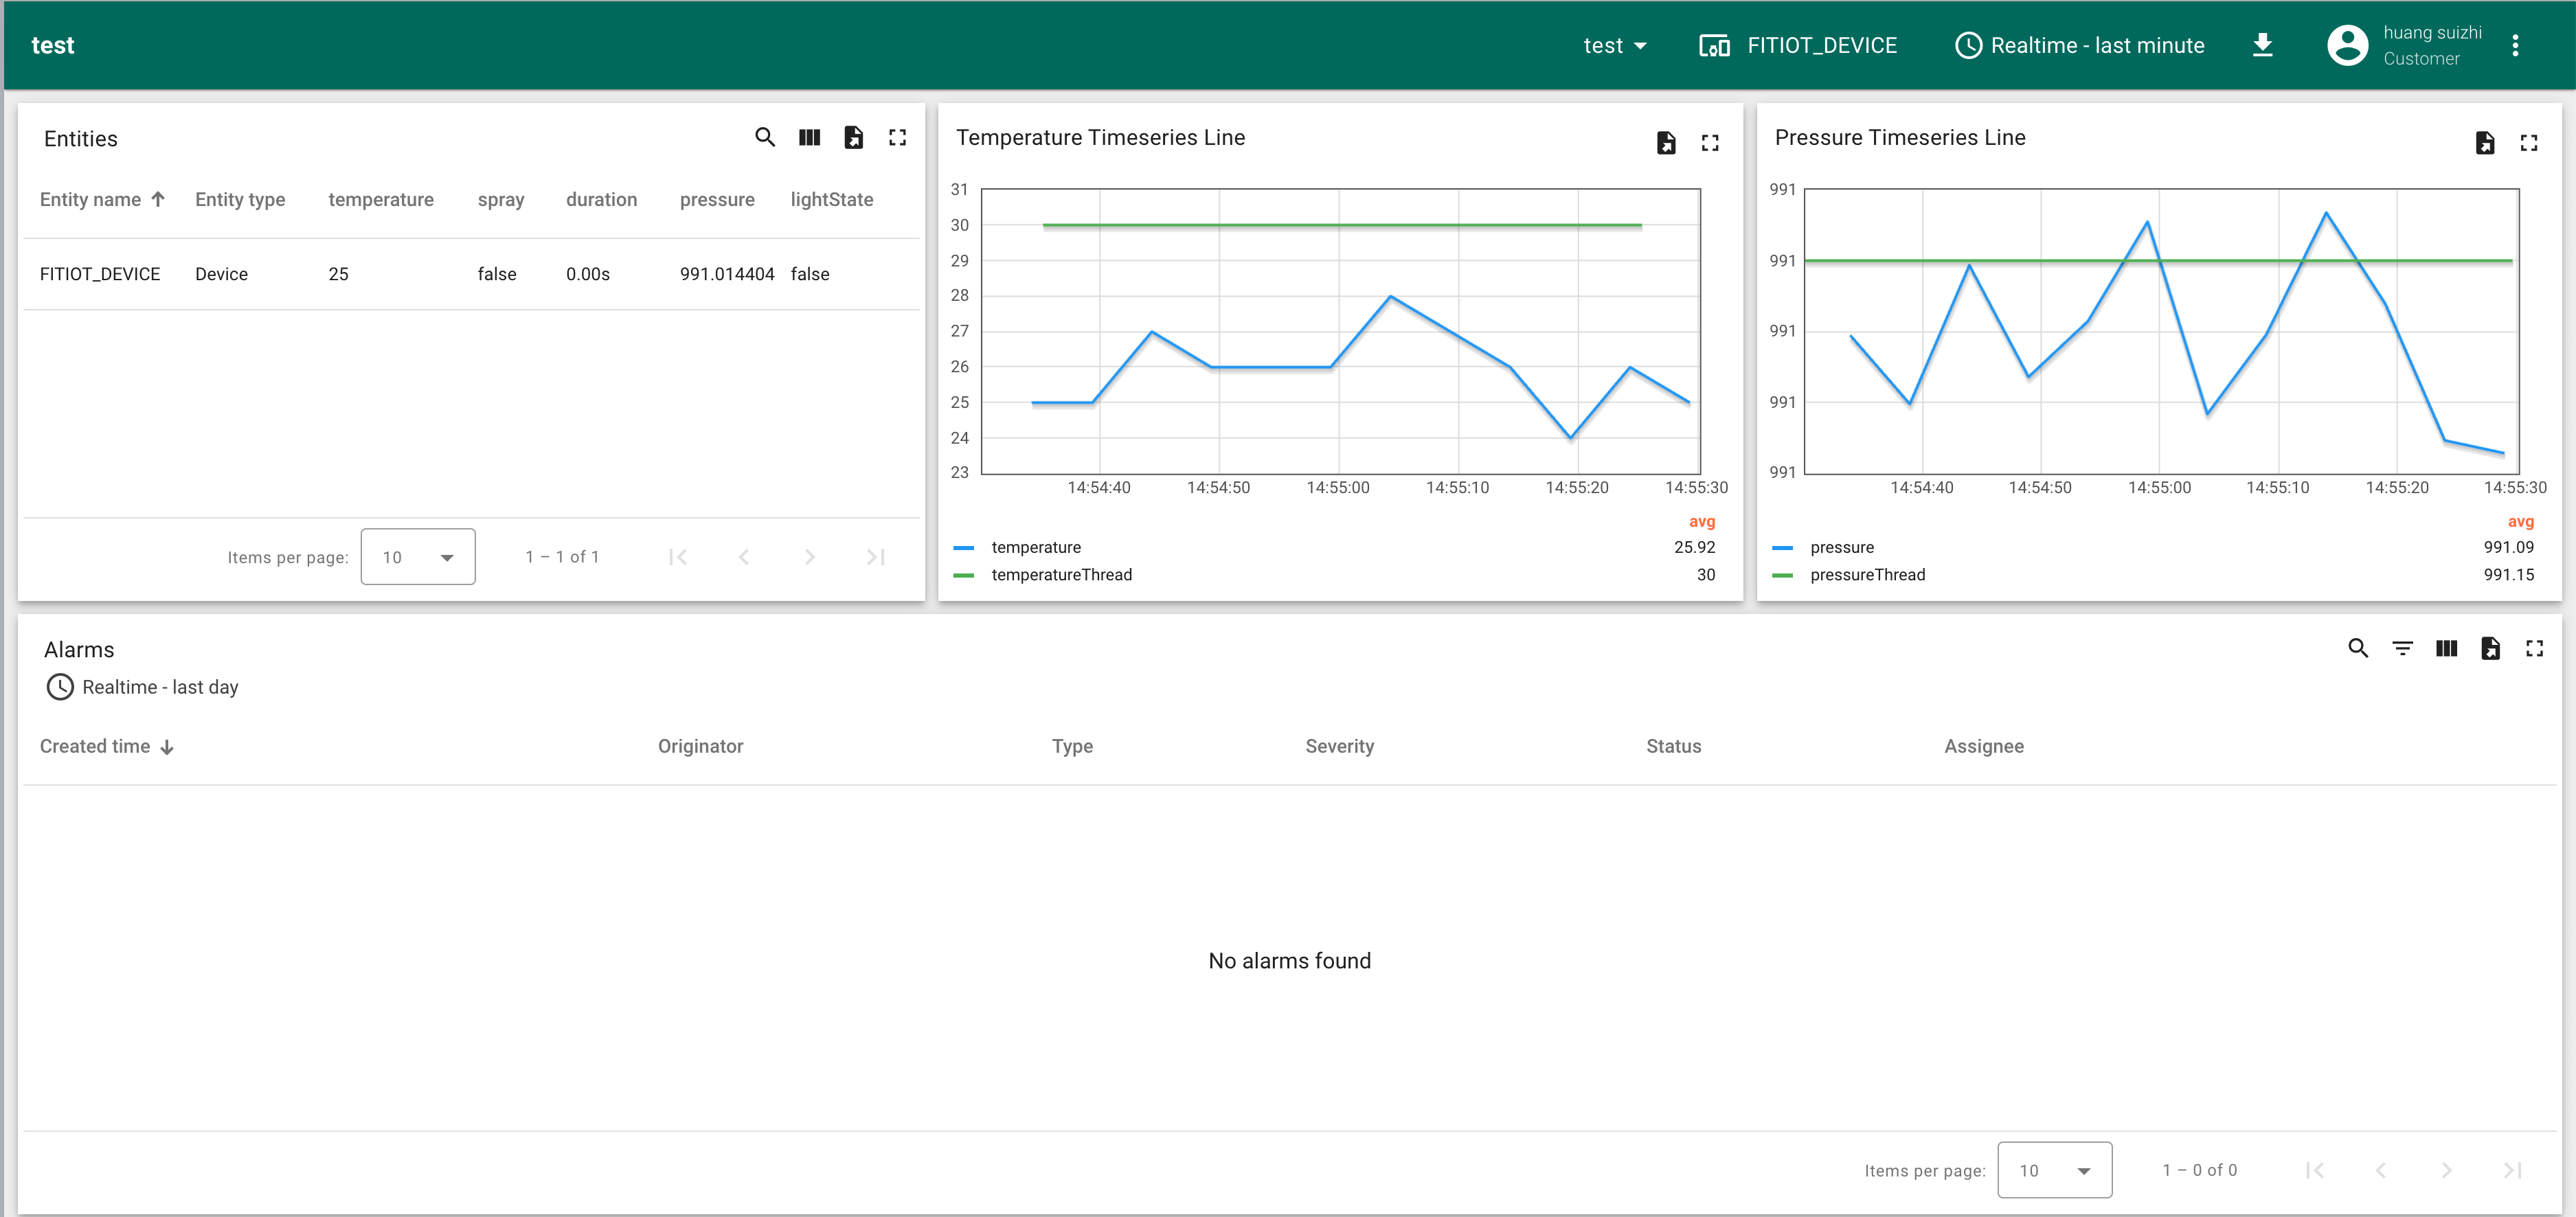 test
test
FITIOT_DEVICE
Realtime - last minute
huang suizhi
Customer
Entities
Entity name
Entity type
temperature
spray
duration
pressure
lightState
FITIOT_DEVICE
Device
25
false
0.00s
991.014404
false
Items per page:
10
1 – 1 of 1
Temperature Timeseries Line
31
30
29
28
27
26
25
24
23
14:54:40
14:54:50
14:55:00
14:55:10
14:55:20
14:55:30
avg
temperature
25.92
temperatureThread
30
Pressure Timeseries Line
991
991
991
991
991
14:54:40
14:54:50
14:55:00
14:55:10
14:55:20
14:55:30
avg
pressure
991.09
pressureThread
991.15
Alarms
Realtime - last day
Created time
Originator
Type
Severity
Status
Assignee
No alarms found
Items per page:
10
1 – 0 of 0